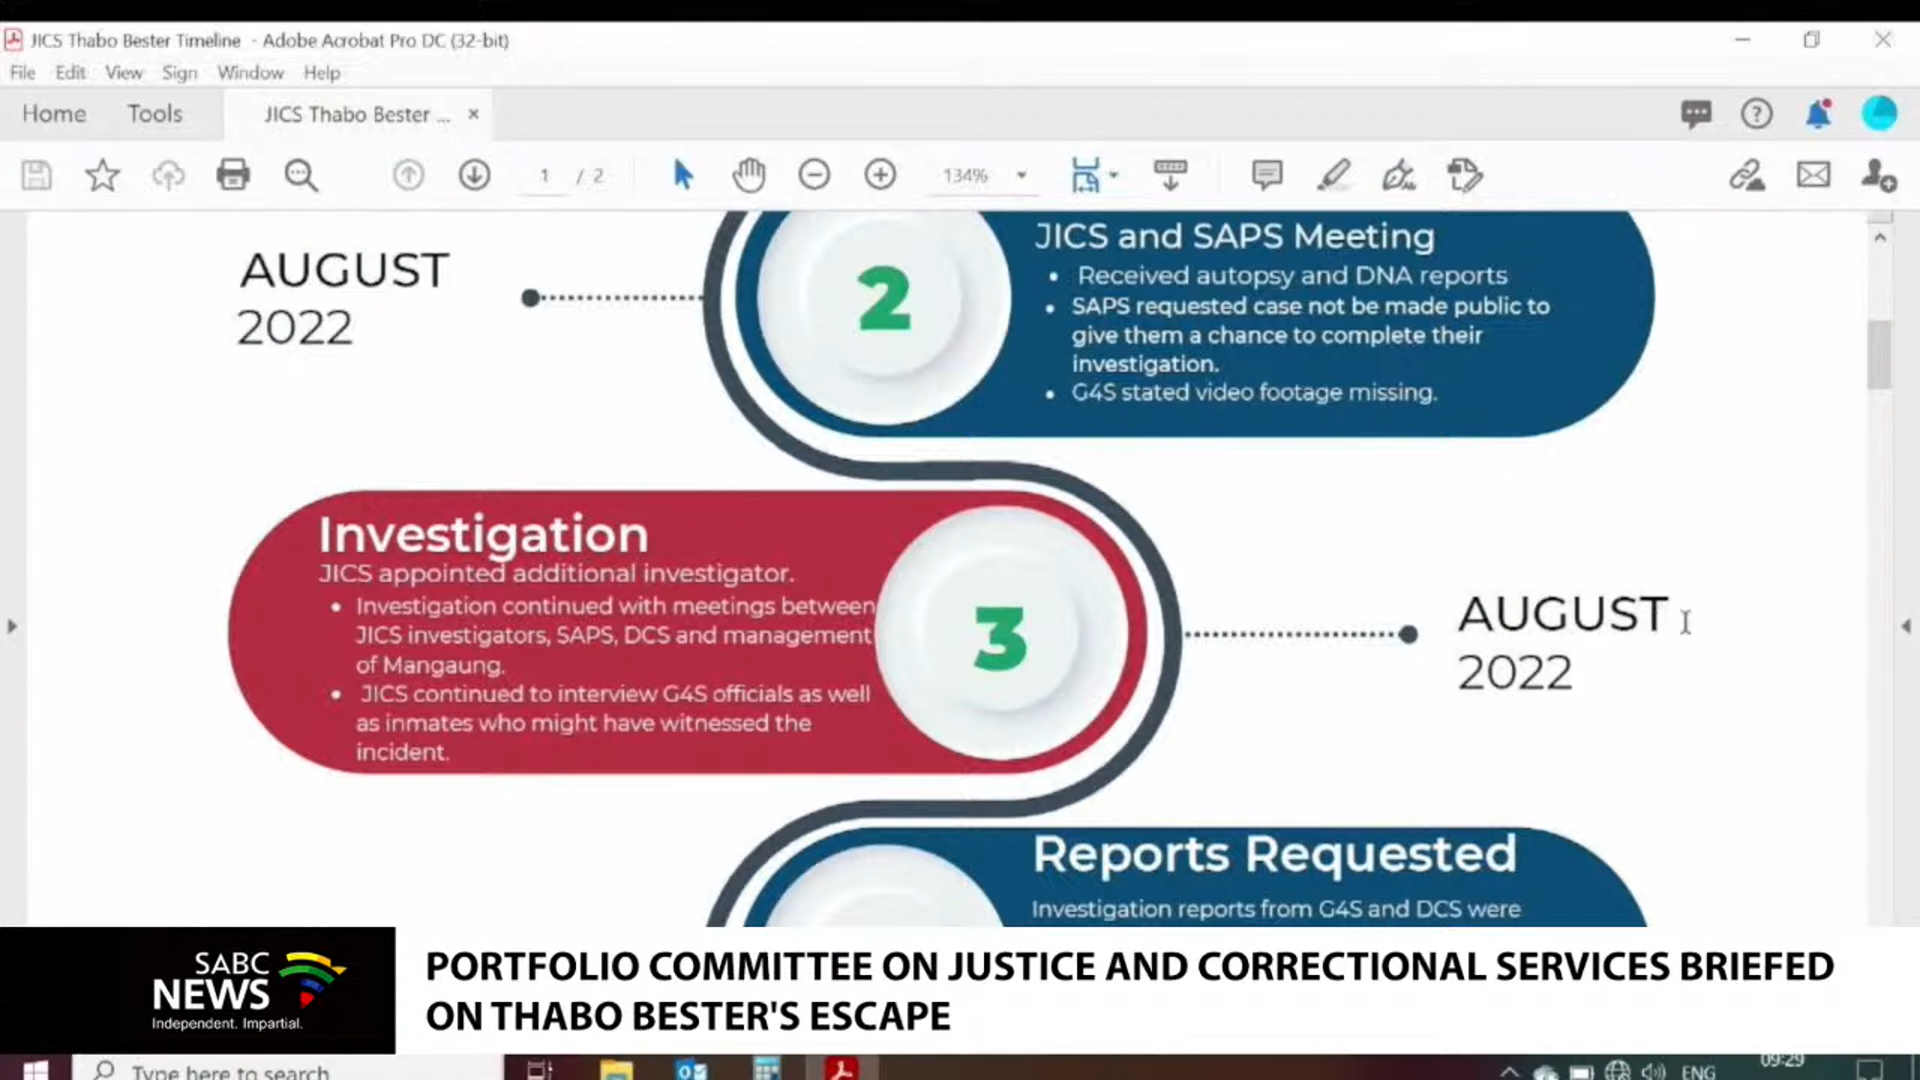 JICS Thabo Bester Timeline - Adobe Acrobat Pro DC (32-bit)
File Edit View Sign Window Help
Home Tools JICS Thabo Bester ... ×
1 / 2 134%
AUGUST
2022
2
JICS and SAPS Meeting
• Received autopsy and DNA reports
• SAPS requested case not be made public to
give them a chance to complete their
investigation.
• G4S stated video footage missing.
Investigation
JICS appointed additional investigator.
• Investigation continued with meetings between
JICS investigators, SAPS, DCS and management
of Mangaung.
• JICS continued to interview G4S officials as well
as inmates who might have witnessed the
incident.
3
AUGUST
2022
Reports Requested
Investigation reports from G4S and DCS were
SABC
NEWS
Independent. Impartial.
PORTFOLIO COMMITTEE ON JUSTICE AND CORRECTIONAL SERVICES BRIEFED
ON THABO BESTER'S ESCAPE
Type here to search
ENG
09:29